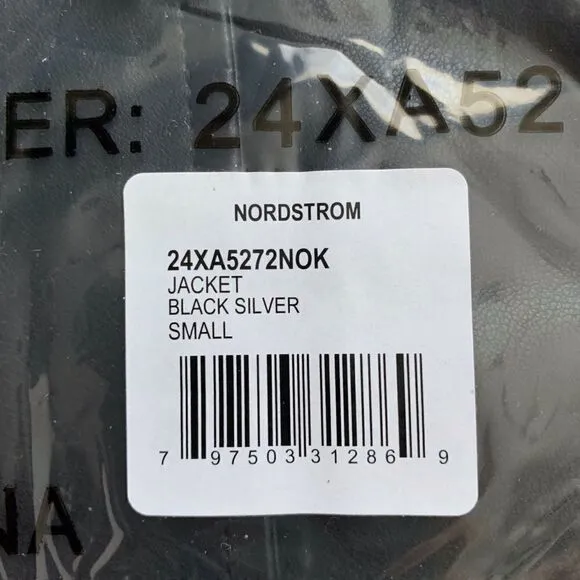 ER: 24XA52
NORDSTROM
24XA5272NOK
JACKET
BLACK SILVER
SMALL
7 97503 31286 9
NA